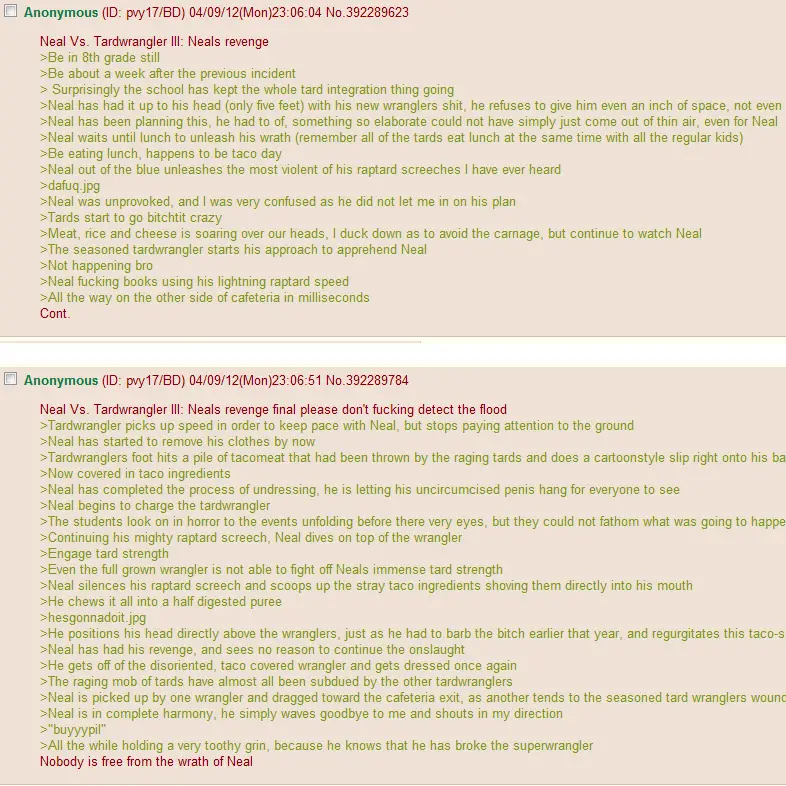 Anonymous (ID: pvy17/BD) 04/09/12(Mon)23:06:04 No.392289623
Neal Vs. Tardwrangler III: Neals revenge
>Be in 8th grade still
>Be about a week after the previous incident
> Surprisingly the school has kept the whole tard integration thing going
>Neal has had it up to his head (only five feet) with his new wranglers shit, he refuses to give him even an inch of space, not even
>Neal has been planning this, he had to of, something so elaborate could not have simply just come out of thin air, even for Neal
>Neal waits until lunch to unleash his wrath (remember all of the tards eat lunch at the same time with all the regular kids)
>Be eating lunch, happens to be taco day
>Neal out of the blue unleashes the most violent of his raptard screeches I have ever heard
>dafuq.jpg
>Neal was unprovoked, and I was very confused as he did not let me in on his plan
>Tards start to go bitchtit crazy
>Meat, rice and cheese is soaring over our heads, I duck down as to avoid the carnage, but continue to watch Neal
>The seasoned tardwrangler starts his approach to apprehend Neal
>Not happening bro
>Neal fucking books using his lightning raptard speed
>All the way on the other side of cafeteria in milliseconds
Cont.
Anonymous (ID: pvy17/BD) 04/09/12(Mon)23:06:51 No.392289784
Neal Vs. Tardwrangler III: Neals revenge final please don't fucking detect the flood
>Tardwrangler picks up speed in order to keep pace with Neal, but stops paying attention to the ground
>Neal has started to remove his clothes by now
>Tardwranglers foot hits a pile of tacomeat that had been thrown by the raging tards and does a cartoonstyle slip right onto his ba
>Now covered in taco ingredients
>Neal has completed the process of undressing, he is letting his uncircumcised penis hang for everyone to see
>Neal begins to charge the tardwrangler
>The students look on in horror to the events unfolding before there very eyes, but they could not fathom what was going to happe
>Continuing his mighty raptard screech, Neal dives on top of the wrangler
>Engage tard strength
>Even the full grown wrangler is not able to fight off Neals immense tard strength
>Neal silences his raptard screech and scoops up the stray taco ingredients shoving them directly into his mouth
>He chews it all into a half digested puree
>hesgonnadoit.jpg
>He positions his head directly above the wranglers, just as he had to barb the bitch earlier that year, and regurgitates this taco-s
>Neal has had his revenge, and sees no reason to continue the onslaught
>He gets off of the disoriented, taco covered wrangler and gets dressed once again
>The raging mob of tards have almost all been subdued by the other tardwranglers
>Neal is picked up by one wrangler and dragged toward the cafeteria exit, as another tends to the seasoned tard wranglers wound
>Neal is in complete harmony, he simply waves goodbye to me and shouts in my direction
>"buyyypil"
>All the while holding a very toothy grin, because he knows that he has broke the superwrangler
Nobody is free from the wrath of Neal